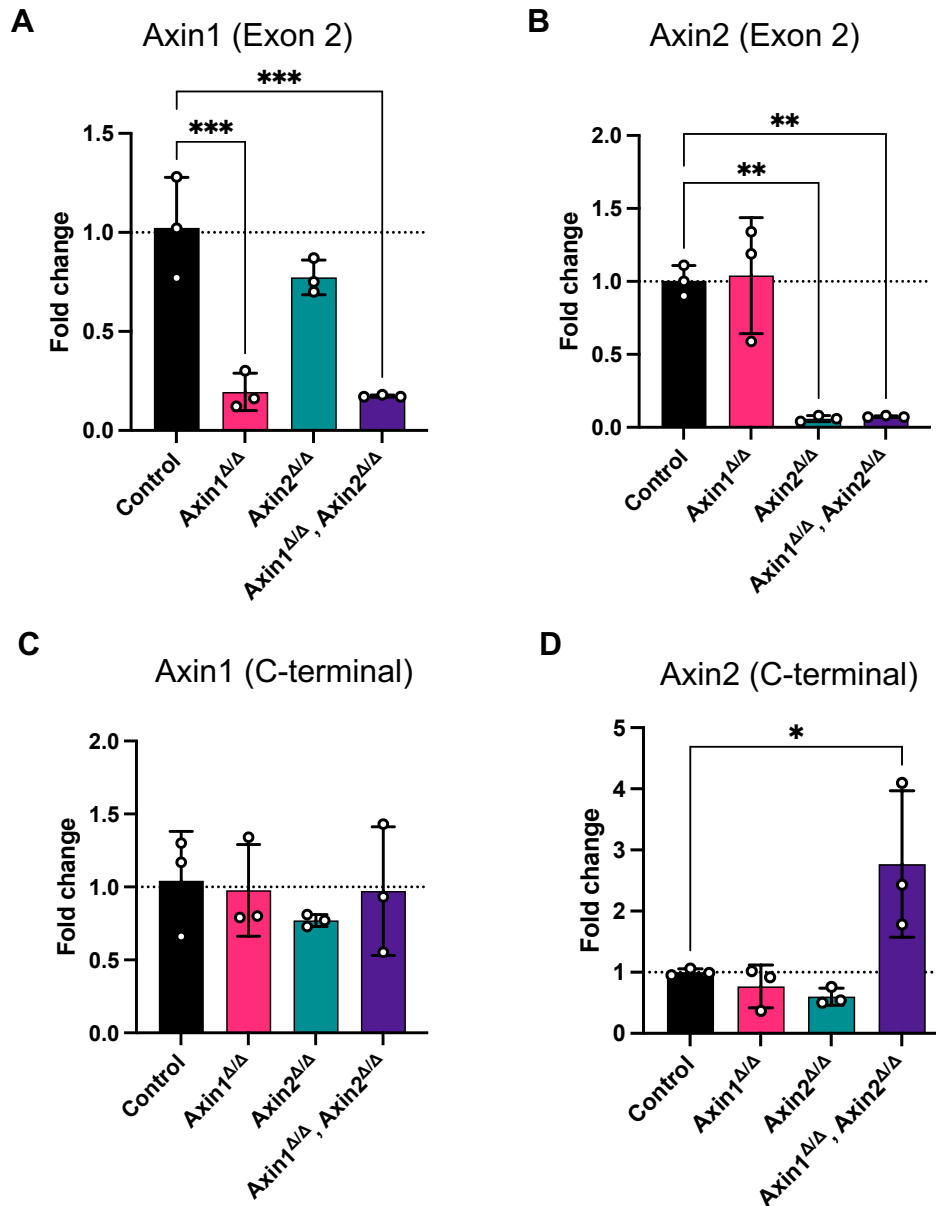 A
Axin1 (Exon 2)
***
***
1.5
1.0
0.5
0.0
Fold change
Control
Axin1Δ/Δ
Axin2Δ/Δ
Axin1Δ/Δ, Axin2Δ/Δ
B
Axin2 (Exon 2)
**
**
2.0
1.5
1.0
0.5
0.0
Fold change
Control
Axin1Δ/Δ
Axin2Δ/Δ
Axin1Δ/Δ, Axin2Δ/Δ
C
Axin1 (C-terminal)
2.0
1.5
1.0
0.5
0.0
Fold change
Control
Axin1Δ/Δ
Axin2Δ/Δ
Axin1Δ/Δ, Axin2Δ/Δ
D
Axin2 (C-terminal)
*
5
4
3
2
1
0
Fold change
Control
Axin1Δ/Δ
Axin2Δ/Δ
Axin1Δ/Δ, Axin2Δ/Δ